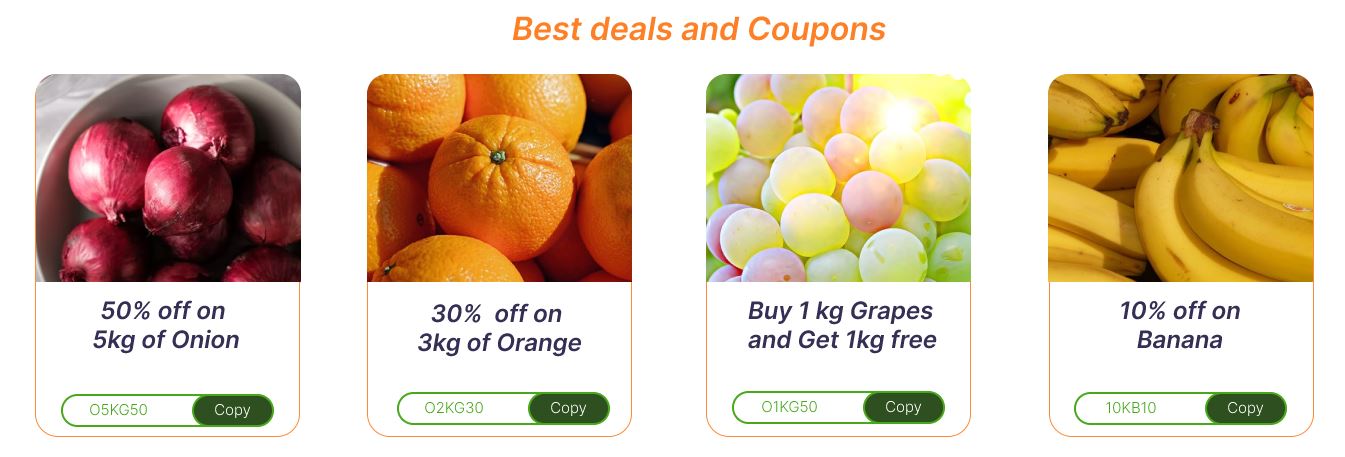 Best deals and Coupons
50% off on
5kg of Onion
O5KG50
Copy
30% off on
3kg of Orange
O2KG30
Copy
Buy 1 kg Grapes
and Get 1kg free
O1KG50
Copy
10% off on
Banana
10KB10
Copy